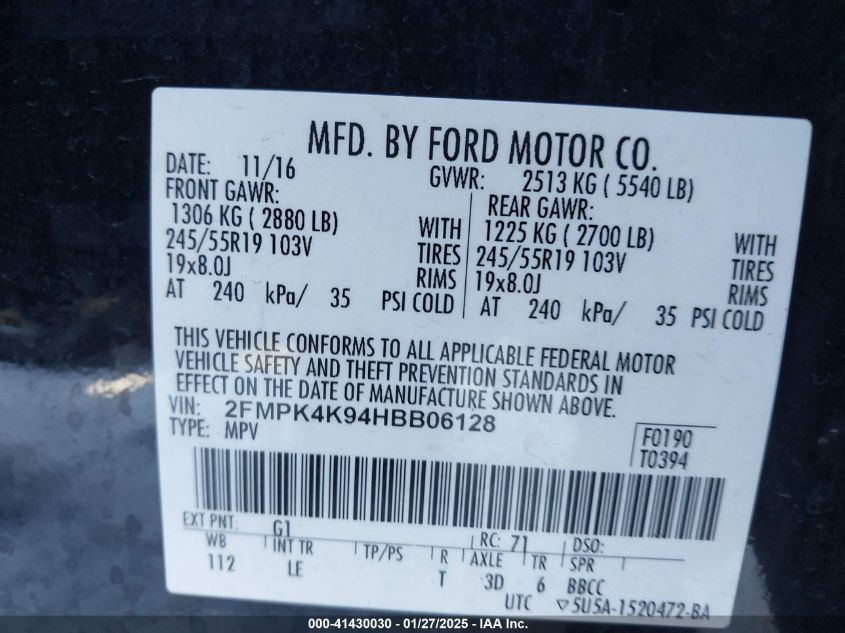 MFD. BY FORD MOTOR CO.
DATE: 11/16 GVWR: 2513 KG ( 5540 LB)
FRONT GAWR: REAR GAWR:
1306 KG ( 2880 LB) WITH 1225 KG ( 2700 LB) WITH
245/55R19 103V TIRES 245/55R19 103V TIRES
19x8.0J RIMS 19x8.0J RIMS
AT 240 kPa/ 35 PSI COLD AT 240 kPa/ 35 PSI COLD
THIS VEHICLE CONFORMS TO ALL APPLICABLE FEDERAL MOTOR
VEHICLE SAFETY AND THEFT PREVENTION STANDARDS IN
EFFECT ON THE DATE OF MANUFACTURE SHOWN ABOVE.
VIN: 2FMPK4K94HBB06128
TYPE: MPV
F0190
T0394
EXT PNT: G1 RC: 71 DSO:
WB INT TR TP/PS R AXLE TR SPR
112 LE T 3D 6 BBCC
UTC ▽5U5A-1520472-BA
000-41430030 - 01/27/2025 - IAAI, Inc.